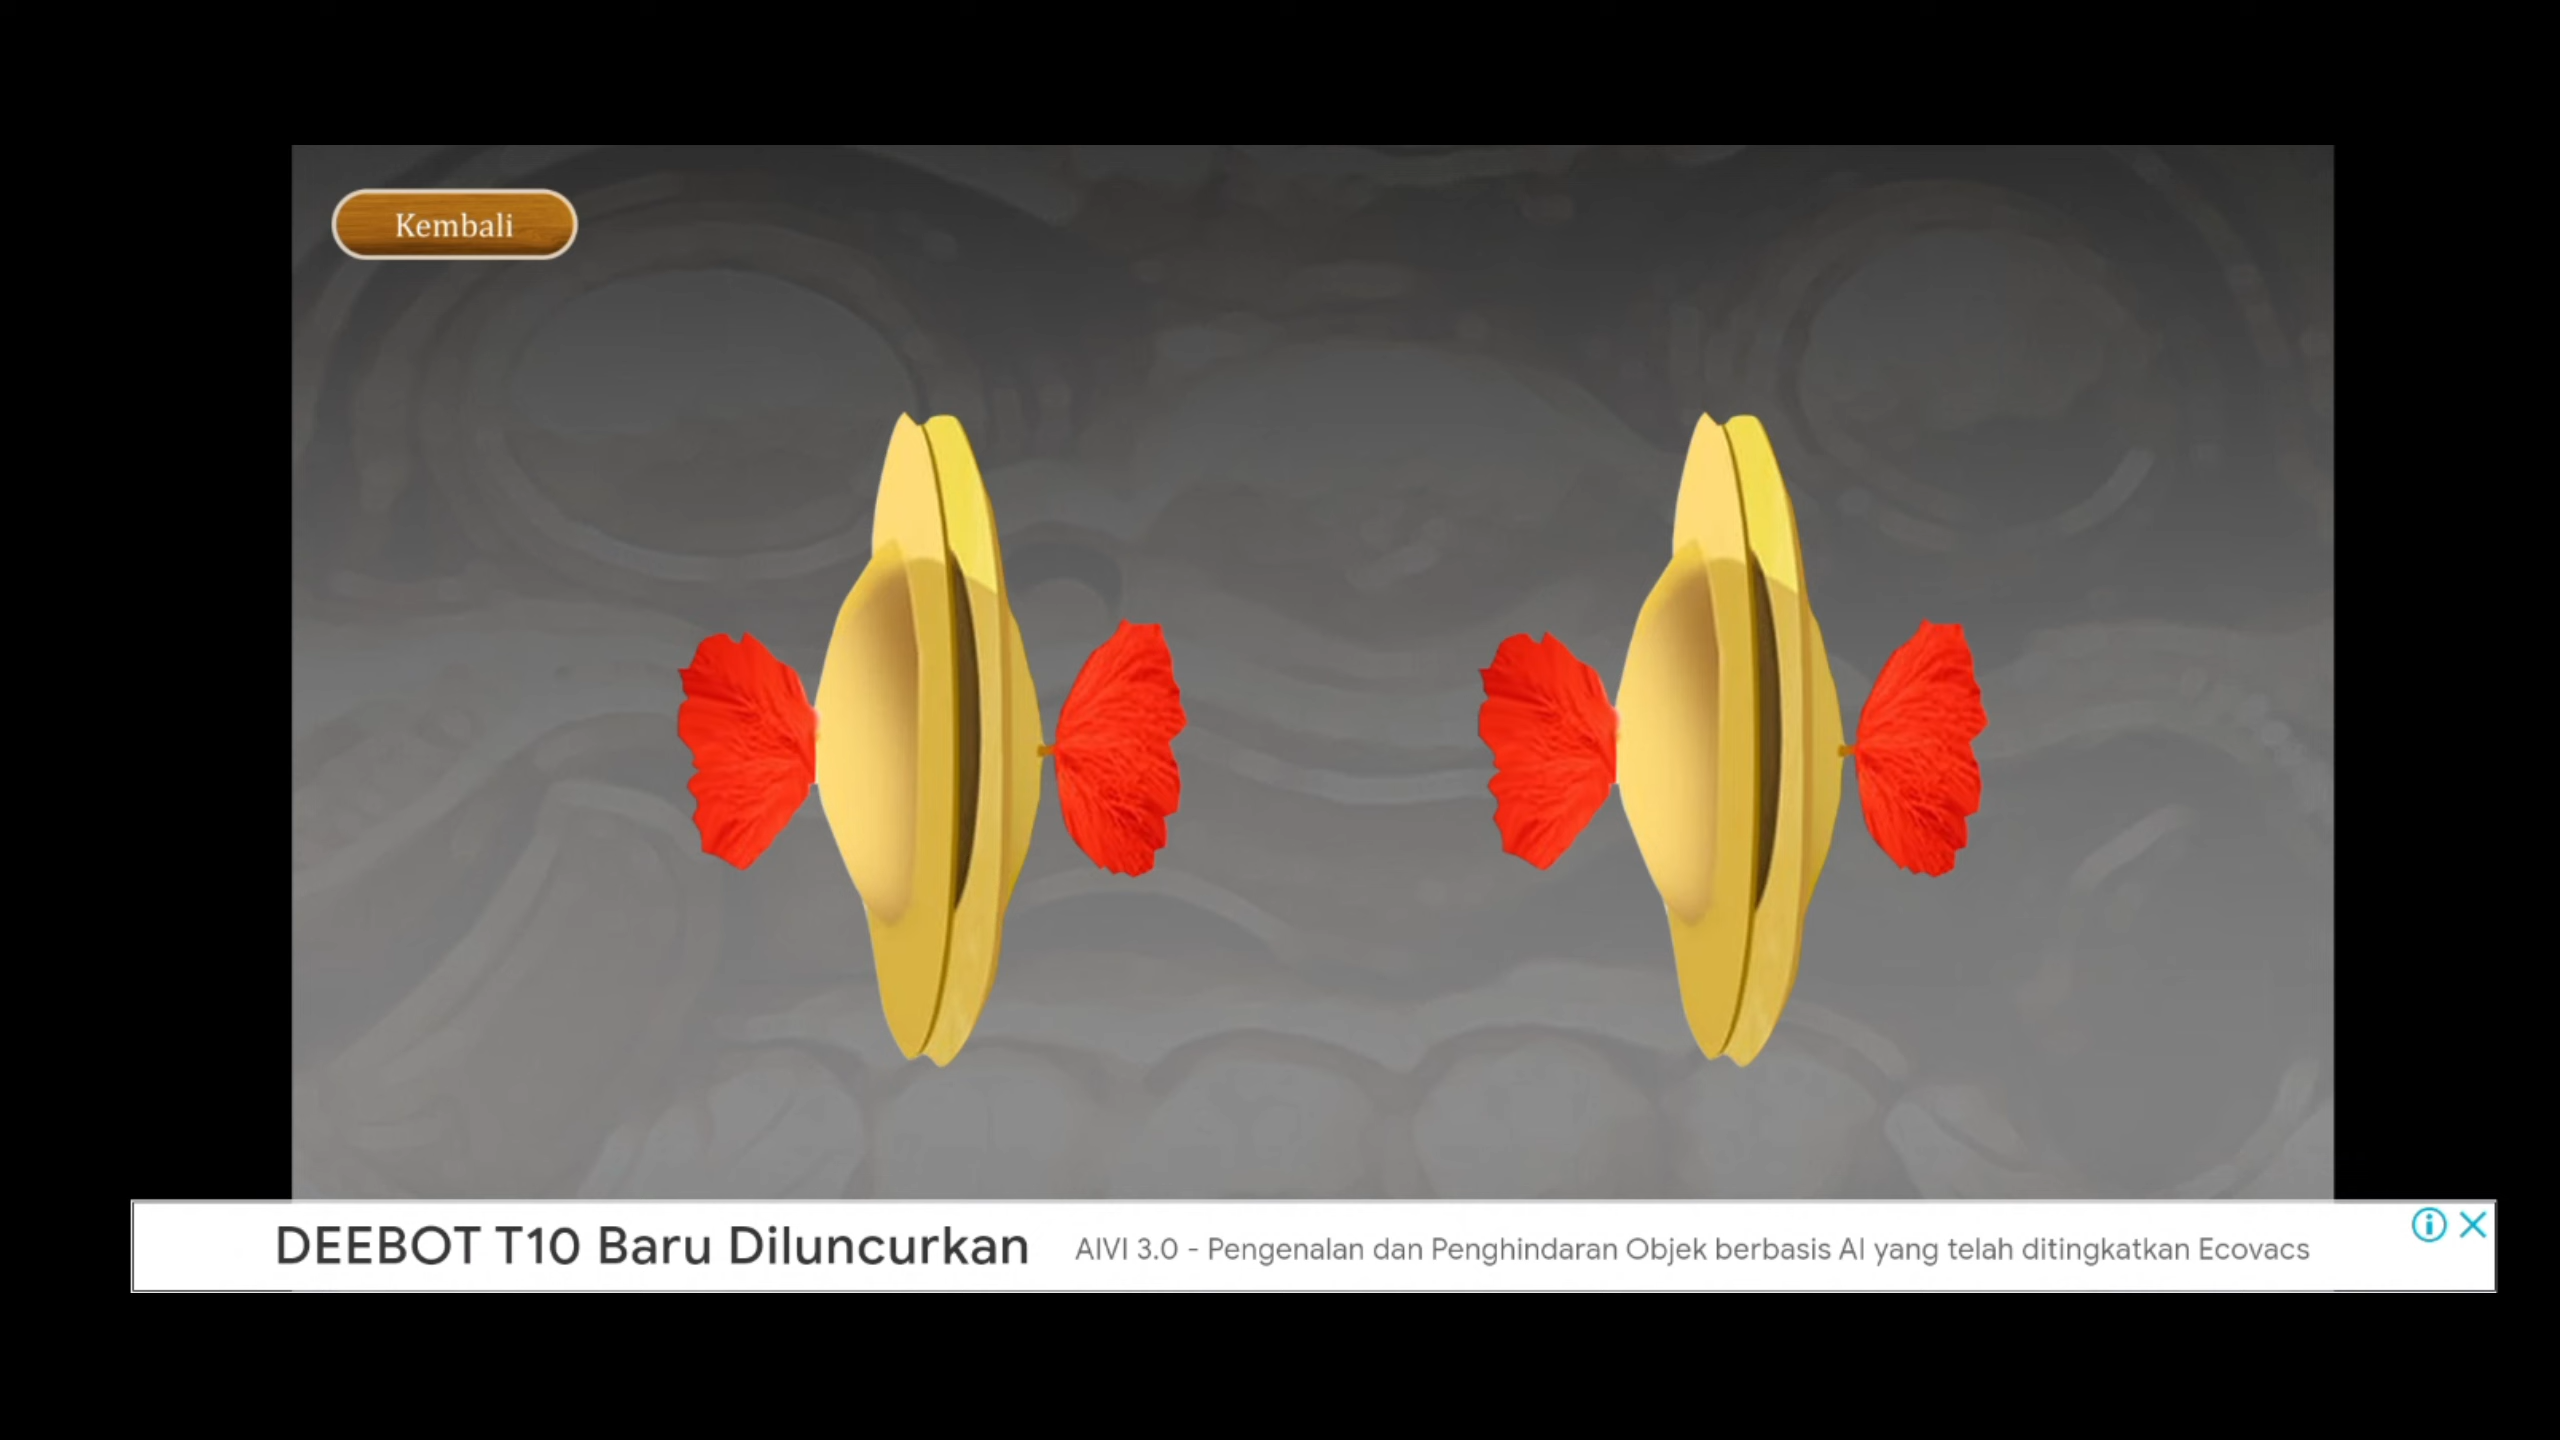 Kembali
DEEBOT T10 Baru Diluncurkan
AIVI 3.0 - Pengenalan dan Penghindaran Objek berbasis AI yang telah ditingkatkan Ecovacs